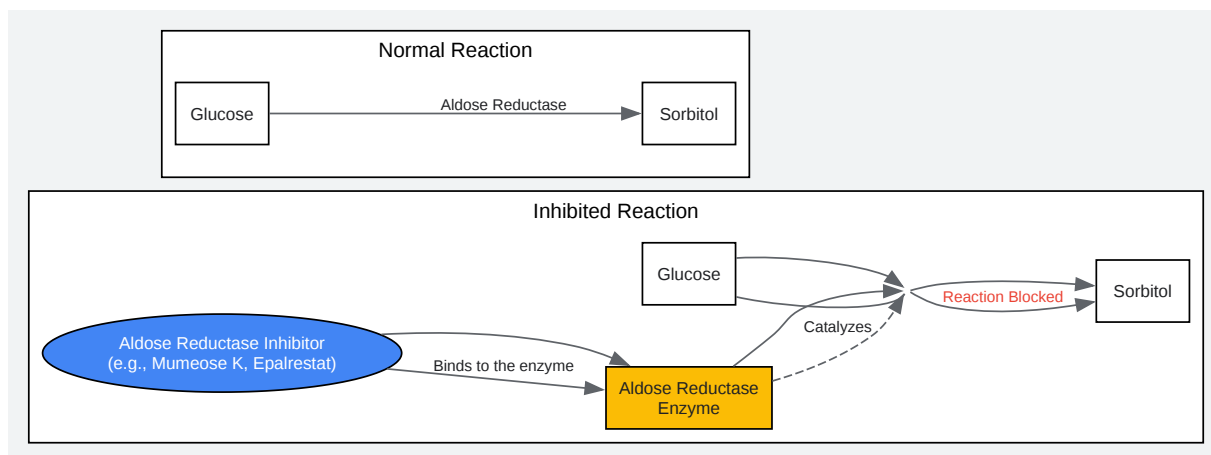 Normal Reaction
Glucose
Aldose Reductase
Sorbitol
Inhibited Reaction
Glucose
Sorbitol
Reaction Blocked
Catalyzes
Aldose Reductase Inhibitor
(e.g., Mumeose K, Epalrestat)
Binds to the enzyme
Aldose Reductase
Enzyme